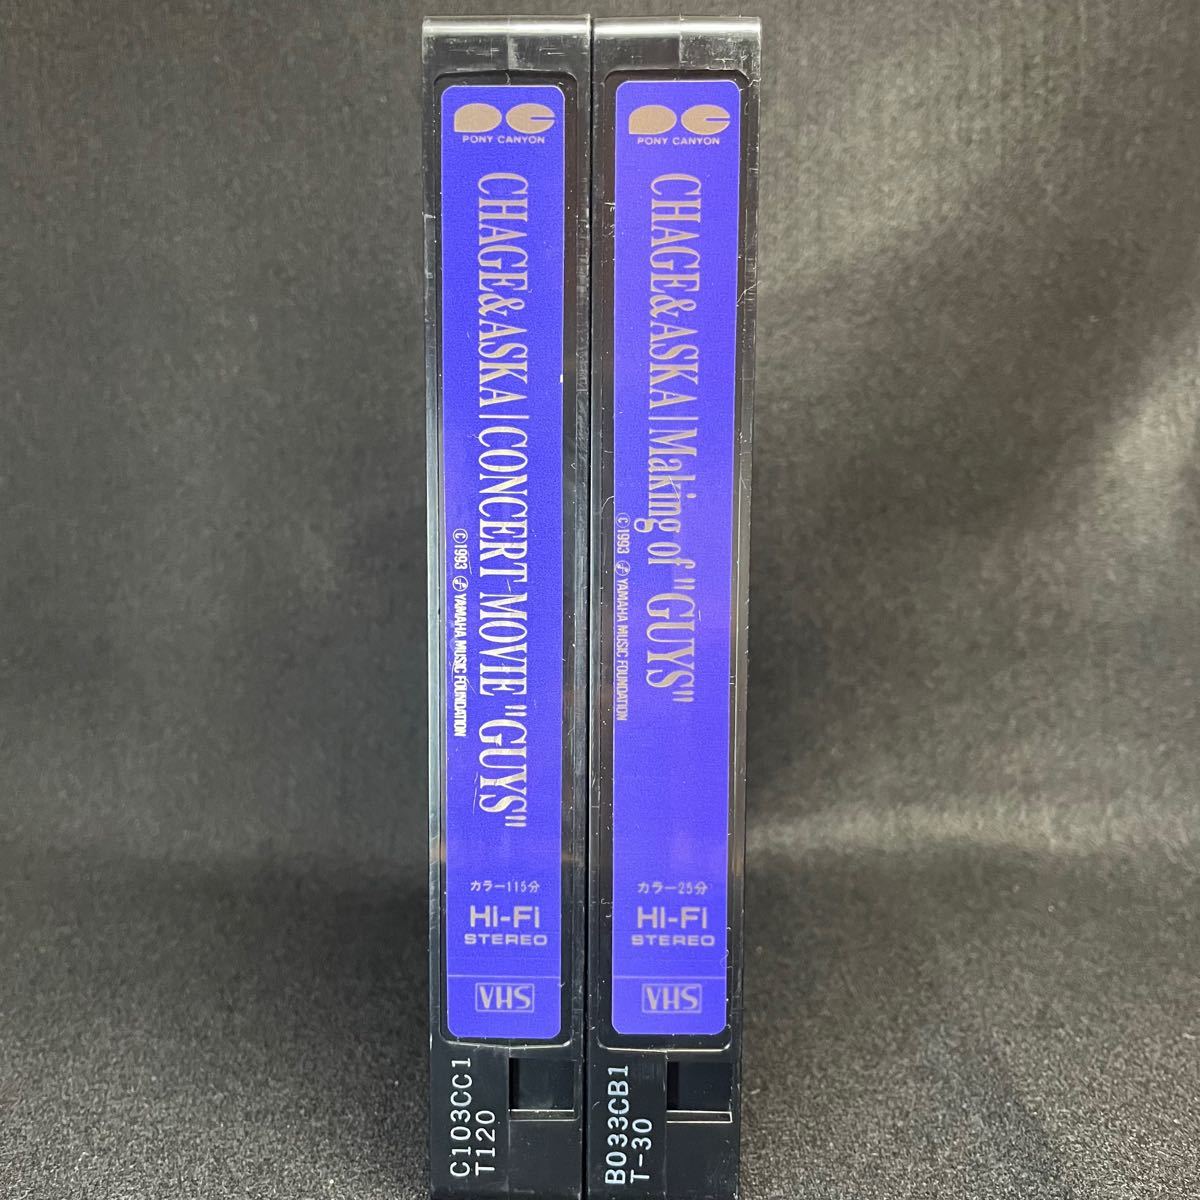 PONY CANYON
CHAGE&ASKA | CONCERT MOVIE "GUYS"
©1993 YAMAHA MUSIC FOUNDATION
カラー115分
HI-FI
STEREO
VHS
C103CC1
T120
PONY CANYON
CHAGE&ASKA | Making of "GUYS"
©1993 YAMAHA MUSIC FOUNDATION
カラー25分
HI-FI
STEREO
VHS
B033CB1
T-30